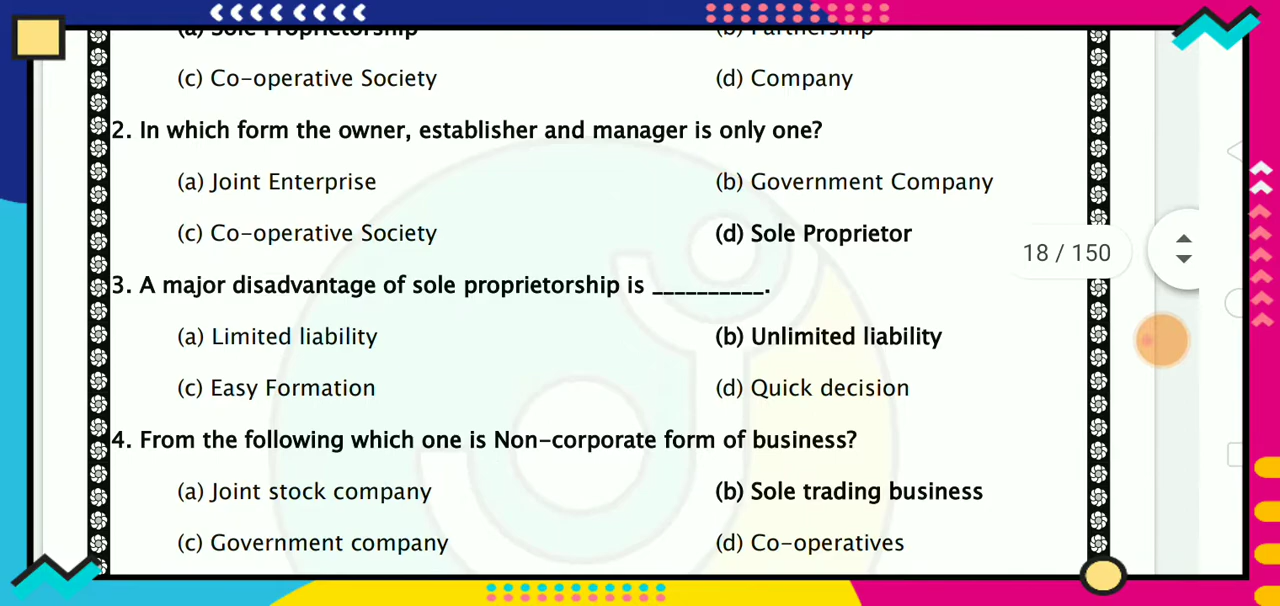 (a) Sole Proprietorship (b) Partnership
(c) Co-operative Society (d) Company
2. In which form the owner, establisher and manager is only one?
(a) Joint Enterprise (b) Government Company
(c) Co-operative Society (d) Sole Proprietor
18 / 150
3. A major disadvantage of sole proprietorship is __________.
(a) Limited liability (b) Unlimited liability
(c) Easy Formation (d) Quick decision
4. From the following which one is Non-corporate form of business?
(a) Joint stock company (b) Sole trading business
(c) Government company (d) Co-operatives